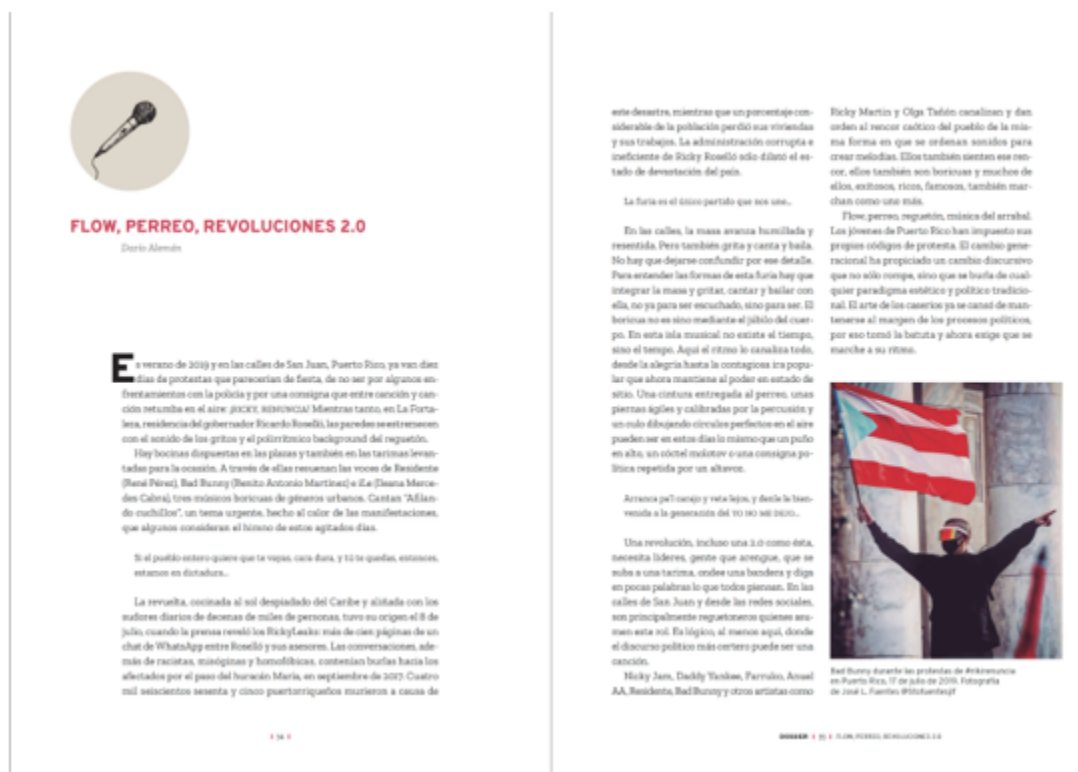 FLOW, PERREO, REVOLUCIONES 2.0
Darío Alemán
Es verano de 2019 y en las calles de San Juan, Puerto Rico, ya van diez
días de protestas que parecerían de fiesta, de no ser por algunos en-
frentamientos con la policía y por una consigna que entre canción y can-
ción retumba en el aire: ¡RICKY, RENUNCIA! Mientras tanto, en La Forta-
leza, residencia del gobernador Ricardo Roselló, las paredes se estremecen
con el sonido de los gritos y el polirrítmico background del reguetón.
Hay bocinas dispuestas en las plazas y también en las tarimas levan-
tadas para la ocasión. A través de ellas resuenan las voces de Residente
(René Pérez), Bad Bunny (Benito Antonio Martínez) e iLe (Ileana Merce-
des Cabra), tres músicos boricuas de géneros urbanos. Cantan "Afilan-
do cuchillos", un tema urgente, hecho al calor de las manifestaciones,
que algunos consideran el himno de estos agitados días.
Si el pueblo entero quiere que te vayas, cara dura, y tú te quedas, entonces,
estamos en dictadura...
La revuelta, cocinada al sol despiadado del Caribe y aliñada con los
sudores diarios de decenas de miles de personas, tuvo su origen el 8 de
julio, cuando la prensa reveló los RickyLeaks: más de cien páginas de un
chat de WhatsApp entre Roselló y sus asesores. Las conversaciones, ade-
más de racistas, misóginas y homofóbicas, contenían burlas hacia los
afectados por el paso del huracán María, en septiembre de 2017. Cuatro
mil seiscientos sesenta y cinco puertorriqueños murieron a causa de
34
este desastre, mientras que un porcentaje con-
siderable de la población perdió sus viviendas
y sus trabajos. La administración corrupta e
ineficiente de Ricky Roselló sólo dilató el es-
tado de devastación del país.
La furia es el único partido que nos une...
En las calles, la masa avanza humillada y
resentida. Pero también grita y canta y baila.
No hay que dejarse confundir por ese detalle.
Para entender las formas de esta furia hay que
integrar la masa y gritar, cantar y bailar con
ella, no ya para ser escuchado, sino para ser. El
boricua no es sino mediante el júbilo del cuer-
po. En esta isla musical no existe el tiempo,
sino el tempo. Aquí el ritmo lo canaliza todo,
desde la alegría hasta la contagiosa ira popu-
lar que ahora mantiene al poder en estado de
sitio. Una cintura entregada al perreo, unas
piernas ágiles y calibradas por la percusión y
un culo dibujando círculos perfectos en el aire
pueden ser en estos días lo mismo que un puño
en alto, un cóctel molotov o una consigna po-
lítica repetida por un altavoz.
Arranca pa'l carajo y vete lejos, y denle la bien-
venida a la generación del YO NO ME DEJO...
Una revolución, incluso una 2.0 como ésta,
necesita líderes, gente que arengue, que se
suba a una tarima, ondee una bandera y diga
en pocas palabras lo que todos piensan. En las
calles de San Juan y desde las redes sociales,
son principalmente reguetoneros quienes asu-
men este rol. Es lógico, al menos aquí, donde
el discurso político más certero puede ser una
canción.
Nicky Jam, Daddy Yankee, Farruko, Anuel
AA, Residente, Bad Bunny y otros artistas como
Ricky Martin y Olga Tañón canalizan y dan
orden al rencor caótico del pueblo de la mis-
ma forma en que se ordenan sonidos para
crear melodías. Ellos también sienten ese ren-
cor, ellos también son boricuas y muchos de
ellos, exitosos, ricos, famosos, también mar-
chan como uno más.
Flow, perreo, reguetón, música del arrabal.
Los jóvenes de Puerto Rico han impuesto sus
propios códigos de protesta. El cambio gene-
racional ha propiciado un cambio discursivo
que no sólo rompe, sino que se burla de cual-
quier paradigma estético y político tradicio-
nal. El arte de los caseríos ya se cansó de man-
tenerse al margen de los procesos políticos,
por eso tomó la batuta y ahora exige que se
marche a su ritmo.
Bad Bunny durante las protestas de #rickyrenuncia
en Puerto Rico, 17 de julio de 2019. Fotografía
de José L. Fuentes
DOSSIER 35 FLOW, PERREO, REVOLUCIONES 2.0